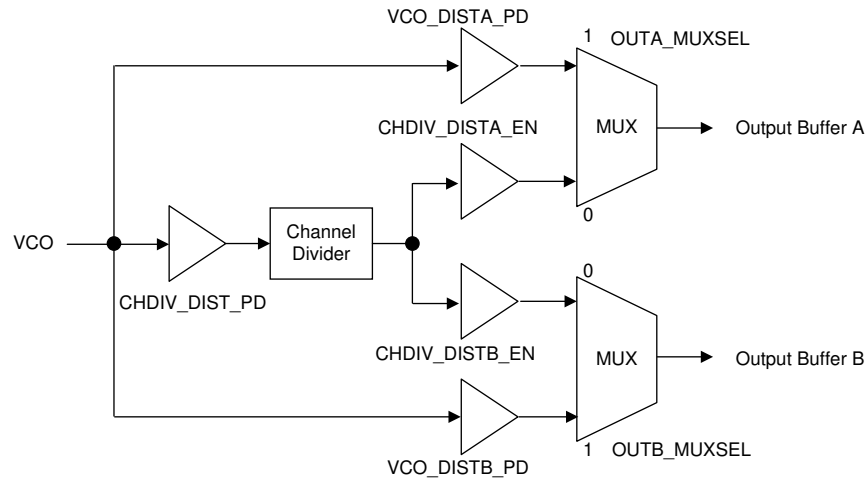 VCO_DISTA_PD
1
OUTA_MUXSEL
CHDIV_DISTA_EN
MUX
Output Buffer A
0
VCO
Channel
Divider
CHDIV_DIST_PD
0
CHDIV_DISTB_EN
MUX
Output Buffer B
VCO_DISTB_PD
1
OUTB_MUXSEL